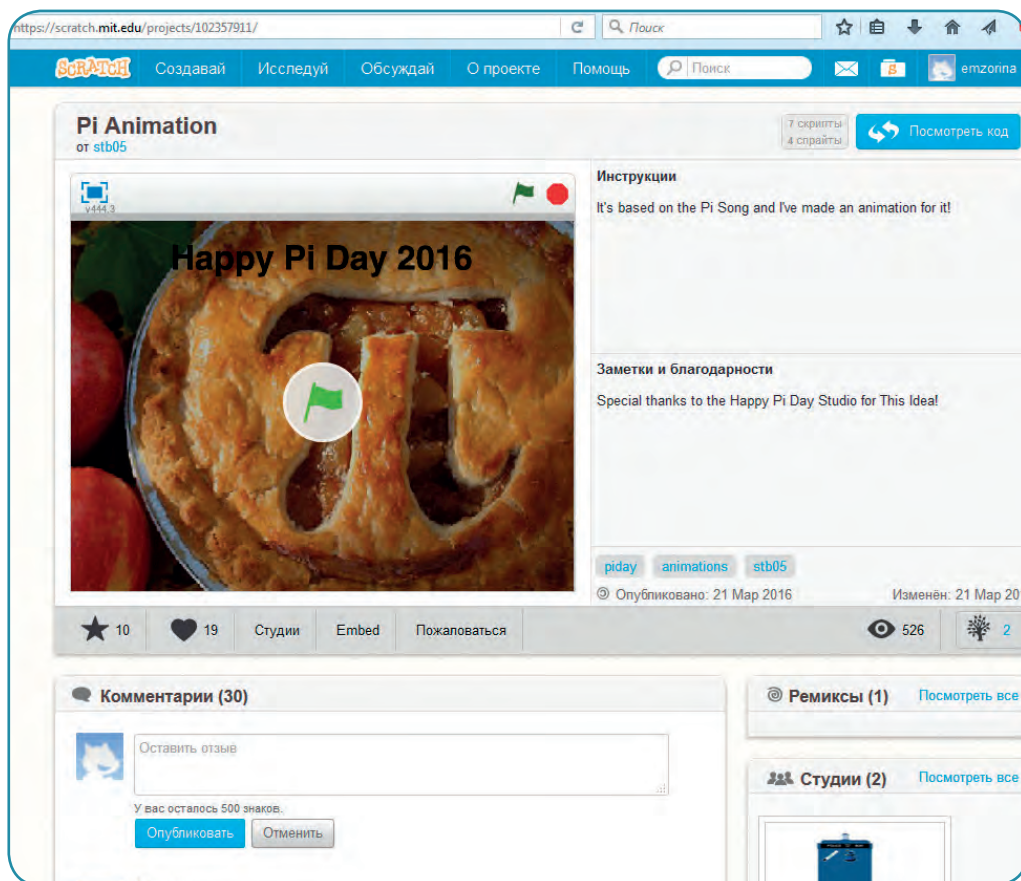 https://scratch.mit.edu/projects/102357911/
Поиск
SCRATCH Создавай Исследуй Обсуждай О проекте Помощь Поиск S emzorina
Pi Animation
от stb05
7 скрипты
4 спрайты
Посмотреть код
v444.3
Happy Pi Day 2016
Инструкции
It's based on the Pi Song and I've made an animation for it!
Заметки и благодарности
Special thanks to the Happy Pi Day Studio for This Idea!
piday animations stb05
Опубликовано: 21 Мар 2016 Изменён: 21 Мар 20
10 19 Студии Embed Пожаловаться 526 2
Комментарии (30)
Оставить отзыв
У вас осталось 500 знаков.
Опубликовать Отменить
Ремиксы (1) Посмотреть все
Студии (2) Посмотреть все